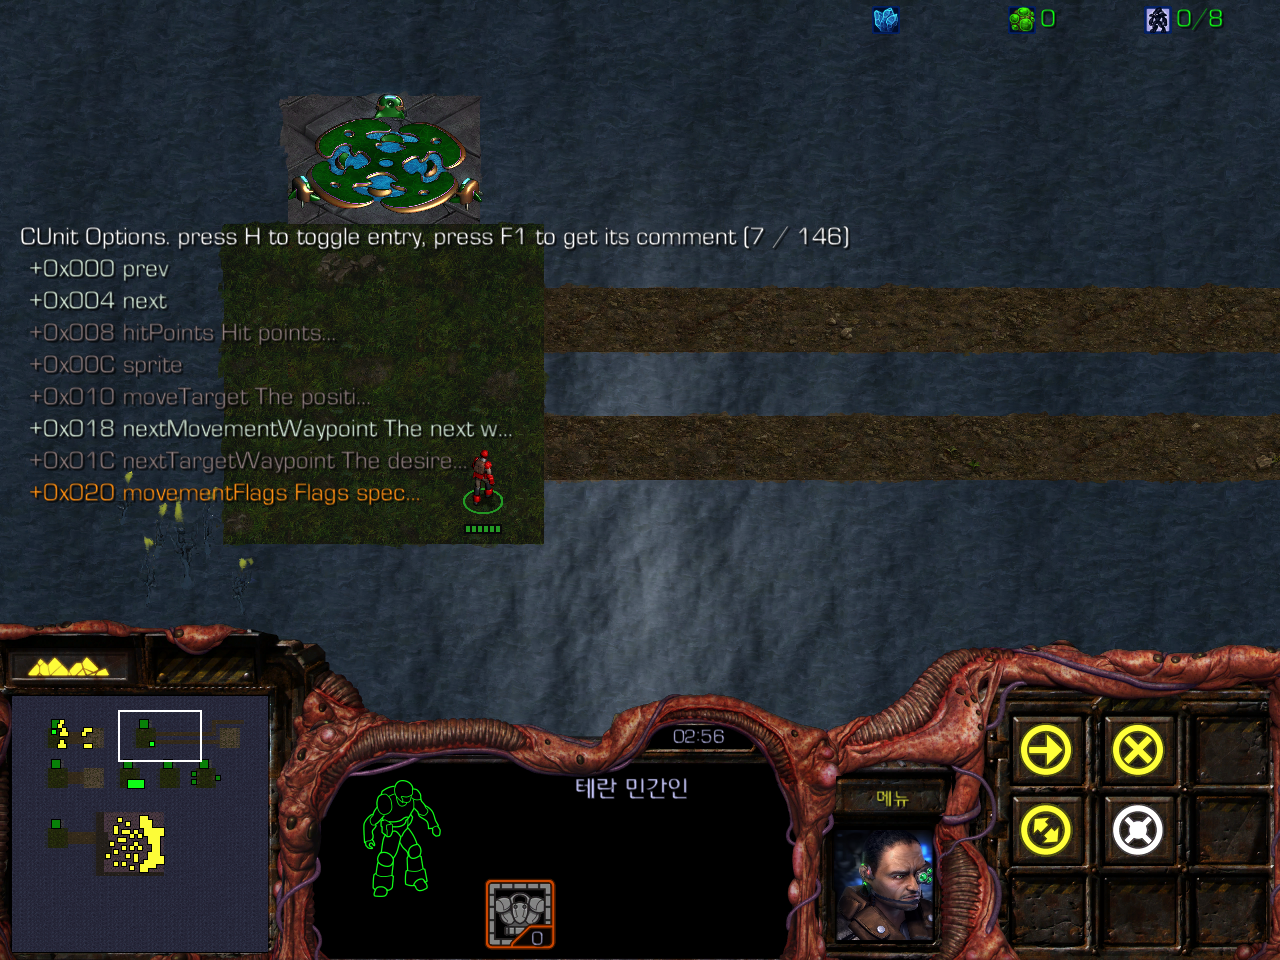 0 0/8
CUnit Options. press H to toggle entry, press F1 to get its comment (7 / 146)
+0x000 prev
+0x004 next
+0x008 hitPoints Hit points...
+0x00C sprite
+0x010 moveTarget The positi...
+0x018 nextMovementWaypoint The next w...
+0x01C nextTargetWaypoint The desire...
+0x020 movementFlags Flags spec...
02:56
테란 민간인
메뉴
0